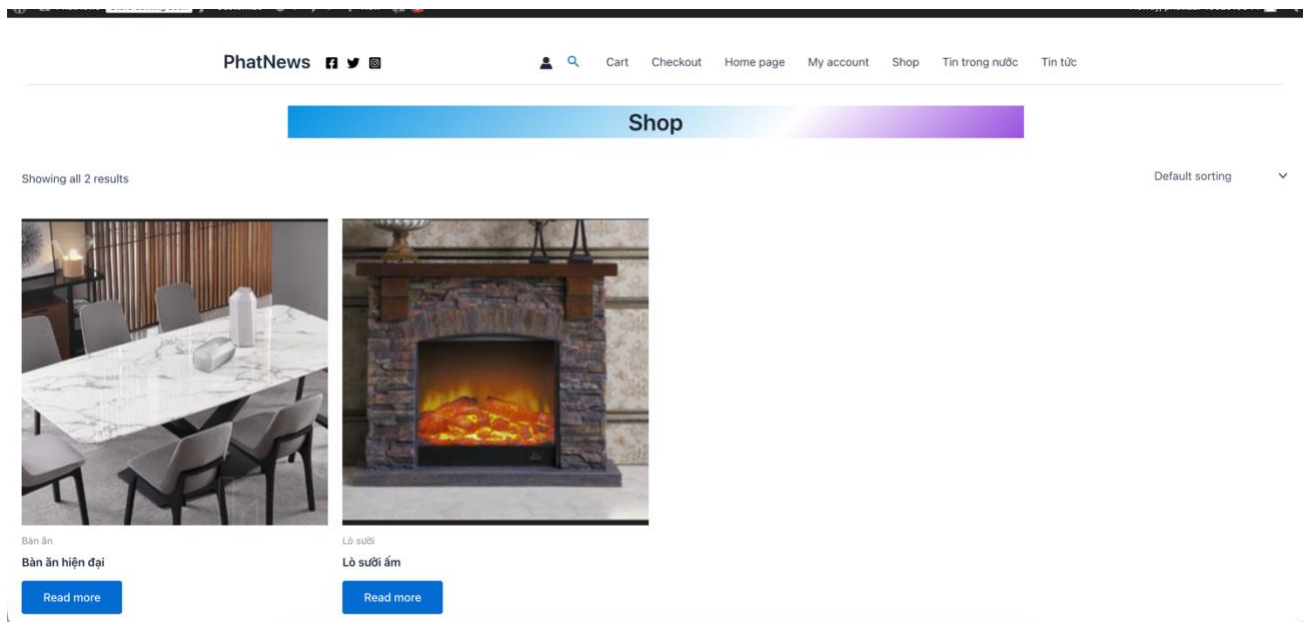 PhatNews
Cart Checkout Home page My account Shop Tin trong nước Tin tức
Shop
Showing all 2 results
Default sorting
Bàn ăn
Lò sưởi
Bàn ăn hiện đại
Lò sưởi ấm
Read more
Read more